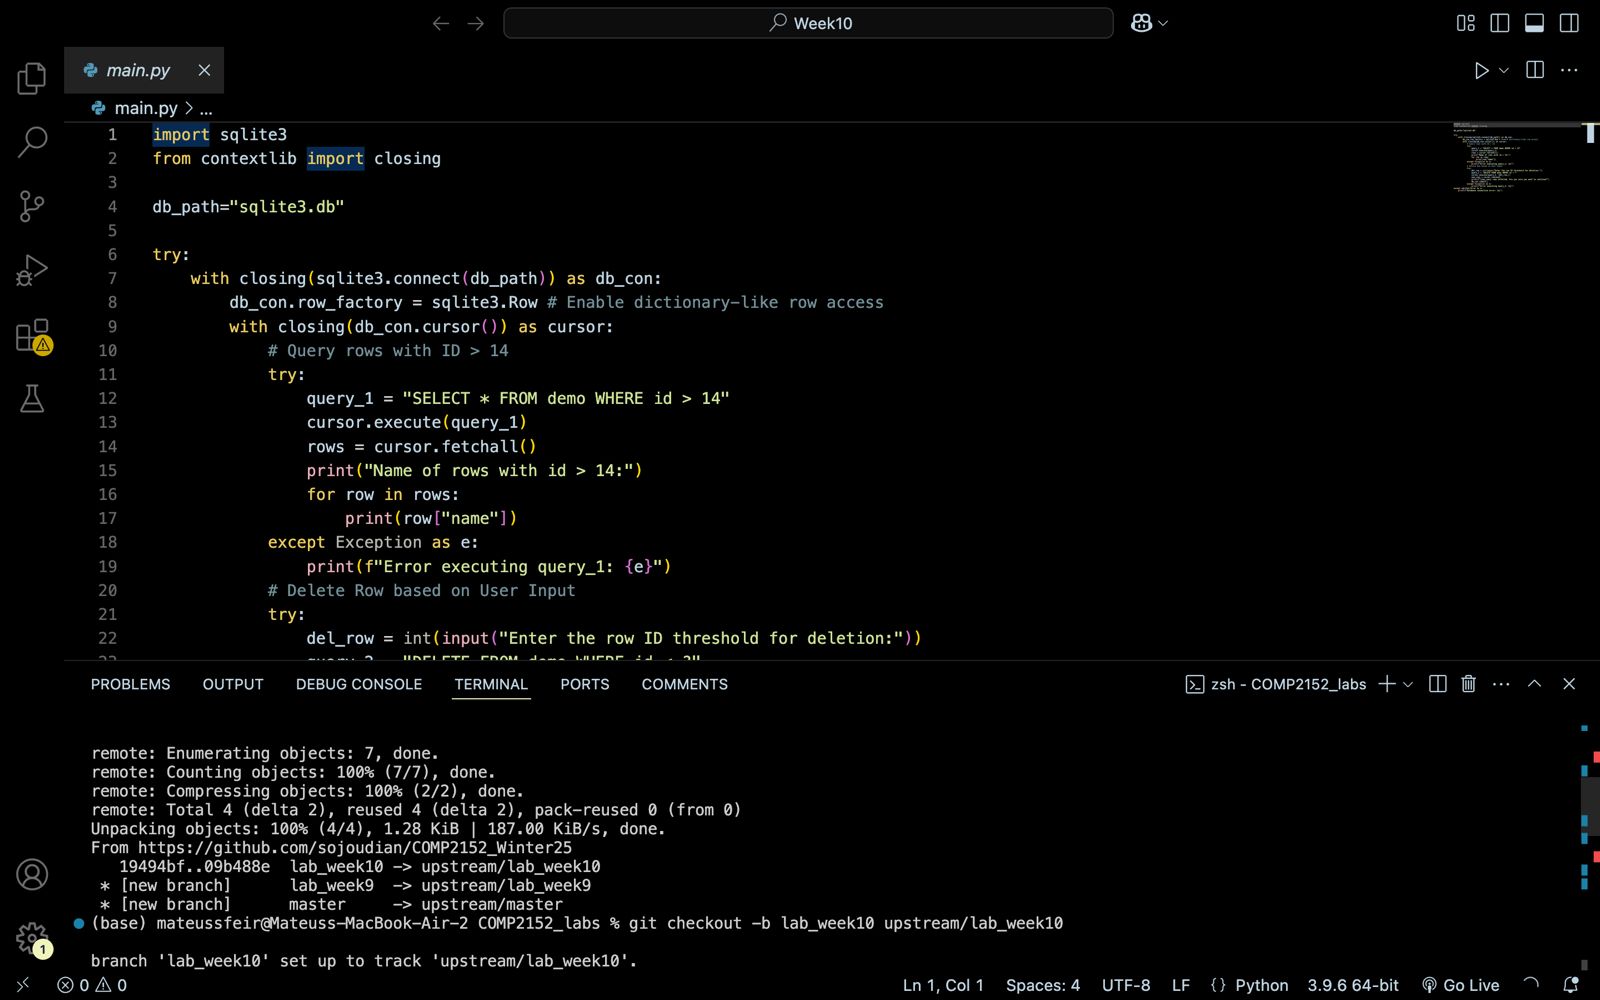 Week10
main.py
main.py > ...
1 import sqlite3
2 from contextlib import closing
3
4 db_path="sqlite3.db"
5
6 try:
7     with closing(sqlite3.connect(db_path)) as db_con:
8         db_con.row_factory = sqlite3.Row # Enable dictionary-like row access
9         with closing(db_con.cursor()) as cursor:
10             # Query rows with ID > 14
11             try:
12                 query_1 = "SELECT * FROM demo WHERE id > 14"
13                 cursor.execute(query_1)
14                 rows = cursor.fetchall()
15                 print("Name of rows with id > 14:")
16                 for row in rows:
17                     print(row["name"])
18             except Exception as e:
19                 print(f"Error executing query_1: {e}")
20             # Delete Row based on User Input
21             try:
22                 del_row = int(input("Enter the row ID threshold for deletion:"))
PROBLEMS OUTPUT DEBUG CONSOLE TERMINAL PORTS COMMENTS zsh - COMP2152_labs
remote: Enumerating objects: 7, done.
remote: Counting objects: 100% (7/7), done.
remote: Compressing objects: 100% (2/2), done.
remote: Total 4 (delta 2), reused 4 (delta 2), pack-reused 0 (from 0)
Unpacking objects: 100% (4/4), 1.28 KiB | 187.00 KiB/s, done.
From https://github.com/sojoudian/COMP2152_Winter25
   19494bf..09b488e  lab_week10 -> upstream/lab_week10
 * [new branch]      lab_week9  -> upstream/lab_week9
 * [new branch]      master     -> upstream/master
(base) mateussfeir@Mateuss-MacBook-Air-2 COMP2152_labs % git checkout -b lab_week10 upstream/lab_week10
branch 'lab_week10' set up to track 'upstream/lab_week10'.
1
0 0 Ln 1, Col 1 Spaces: 4 UTF-8 LF {} Python 3.9.6 64-bit Go Live